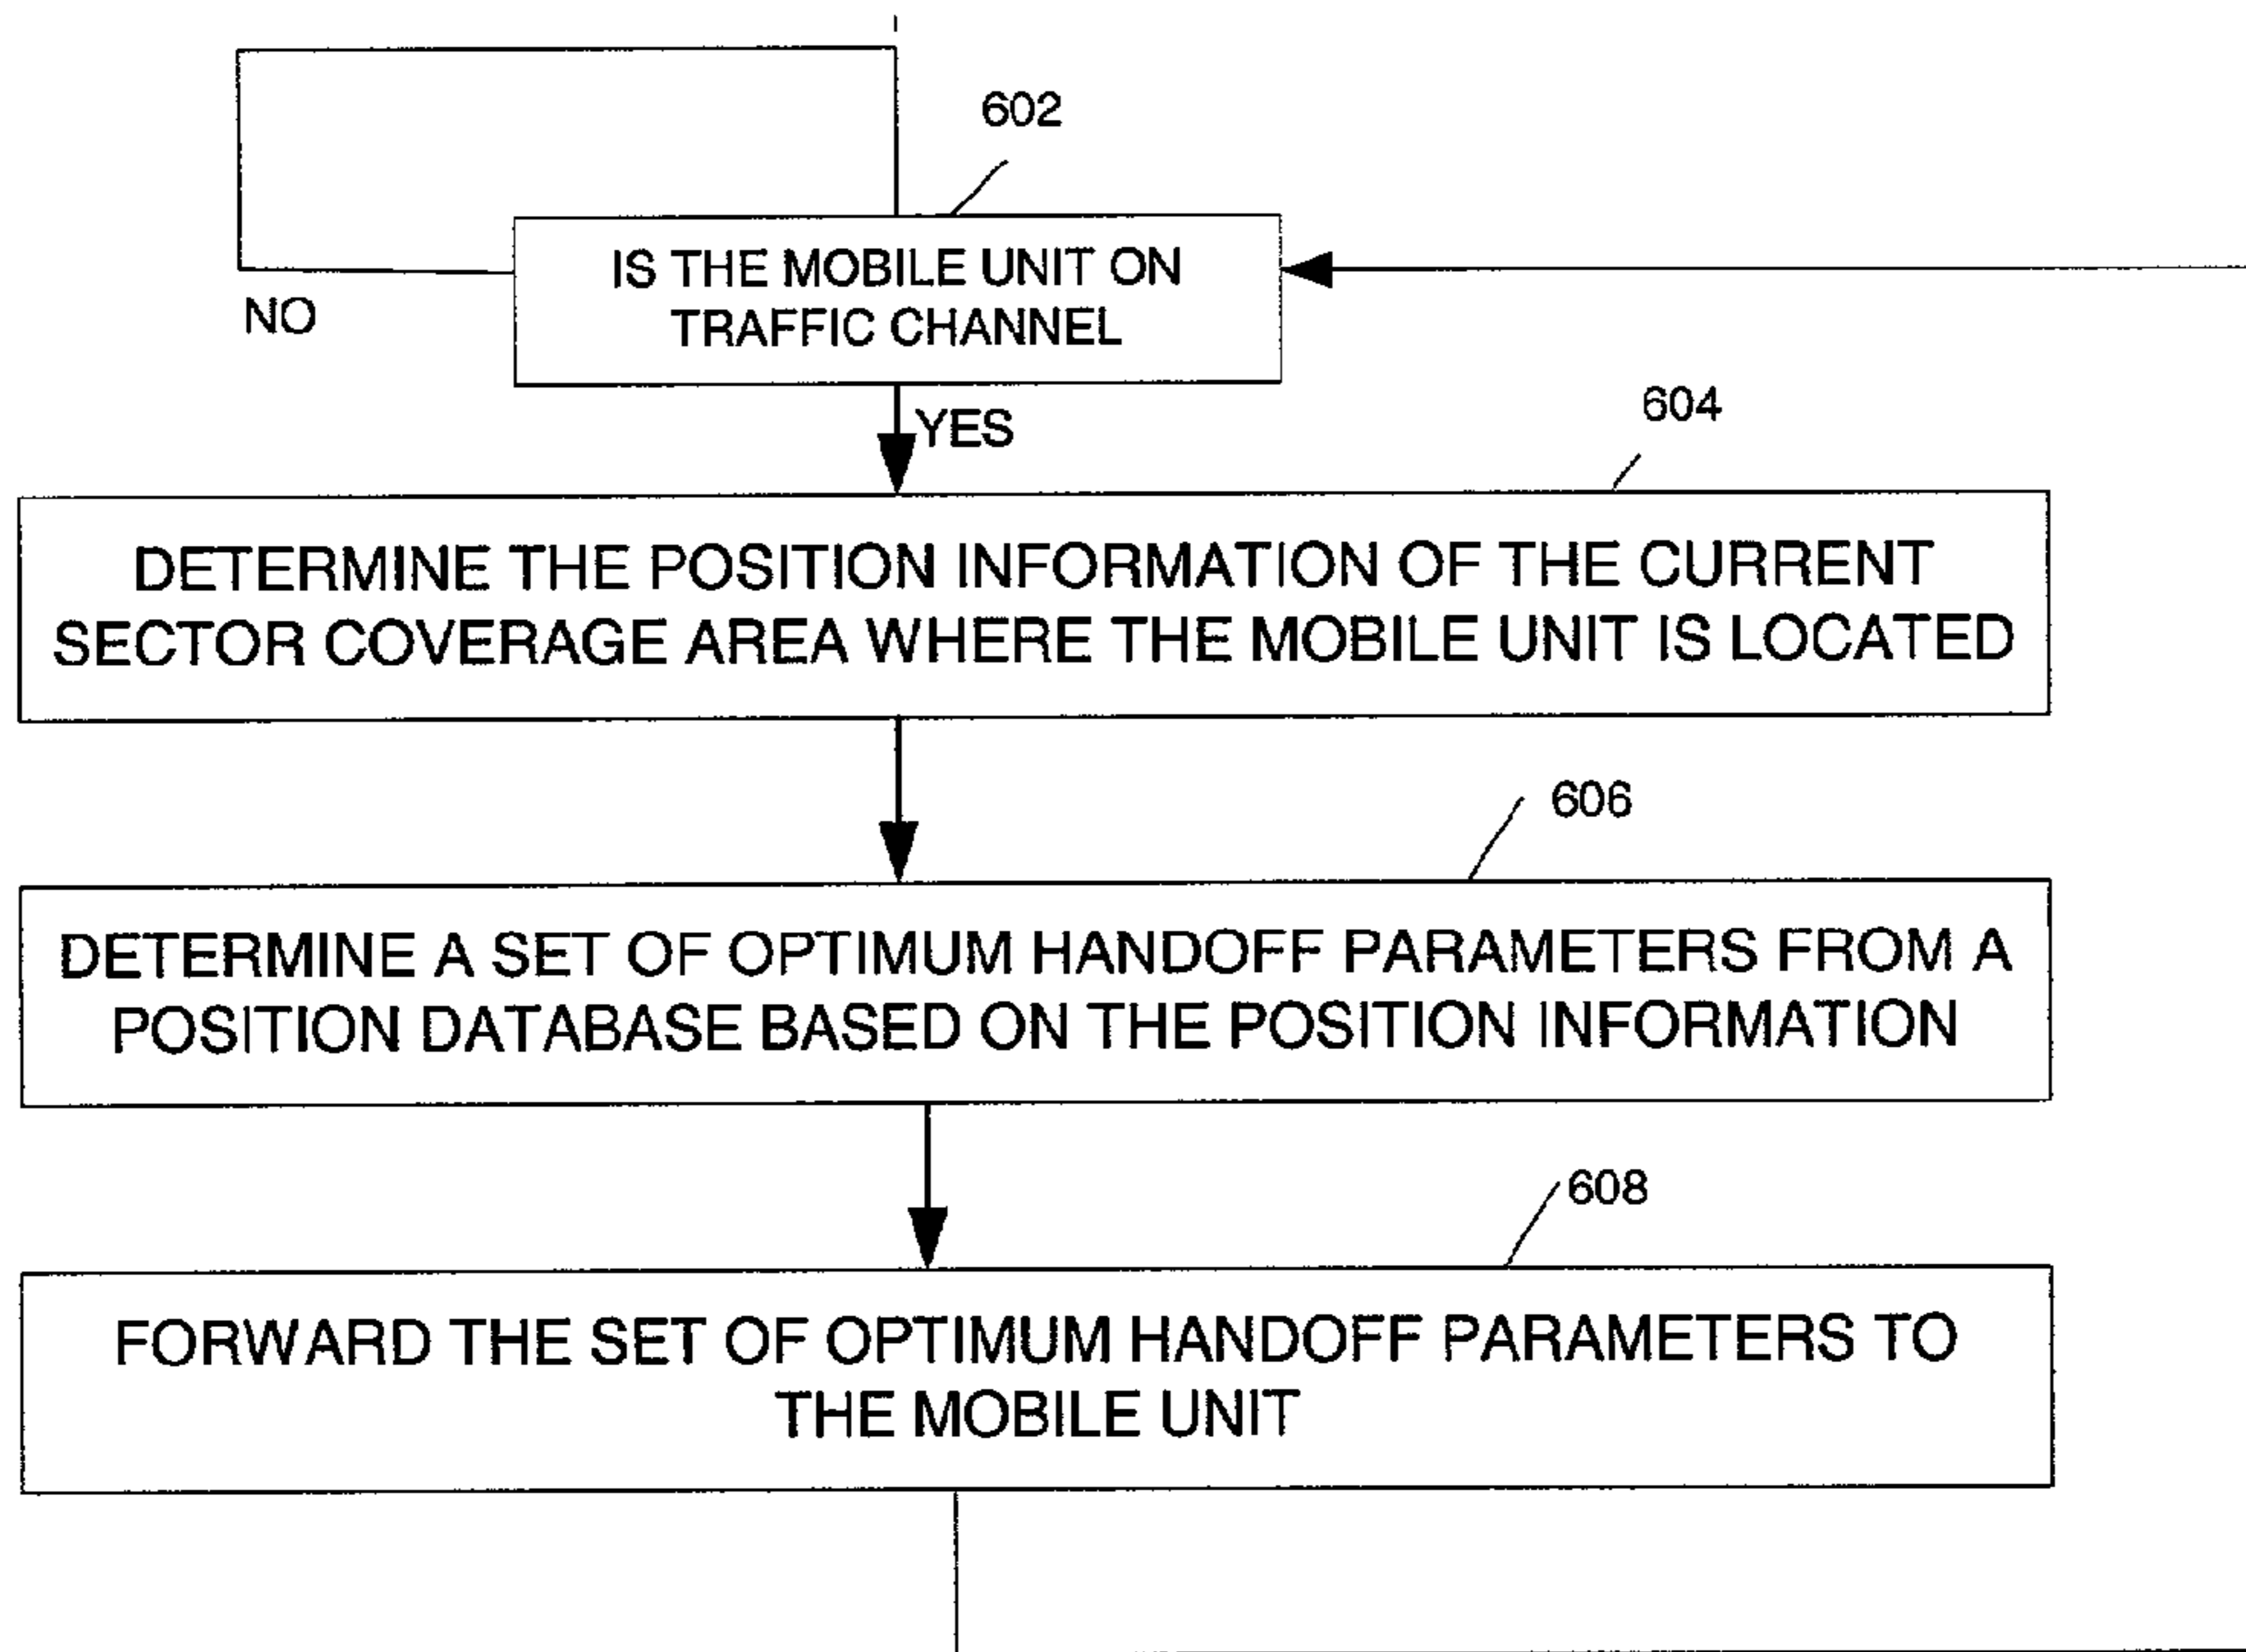 602
IS THE MOBILE UNIT ON
TRAFFIC CHANNEL
NO
YES
604
DETERMINE THE POSITION INFORMATION OF THE CURRENT
SECTOR COVERAGE AREA WHERE THE MOBILE UNIT IS LOCATED
606
DETERMINE A SET OF OPTIMUM HANDOFF PARAMETERS FROM A
POSITION DATABASE BASED ON THE POSITION INFORMATION
608
FORWARD THE SET OF OPTIMUM HANDOFF PARAMETERS TO
THE MOBILE UNIT